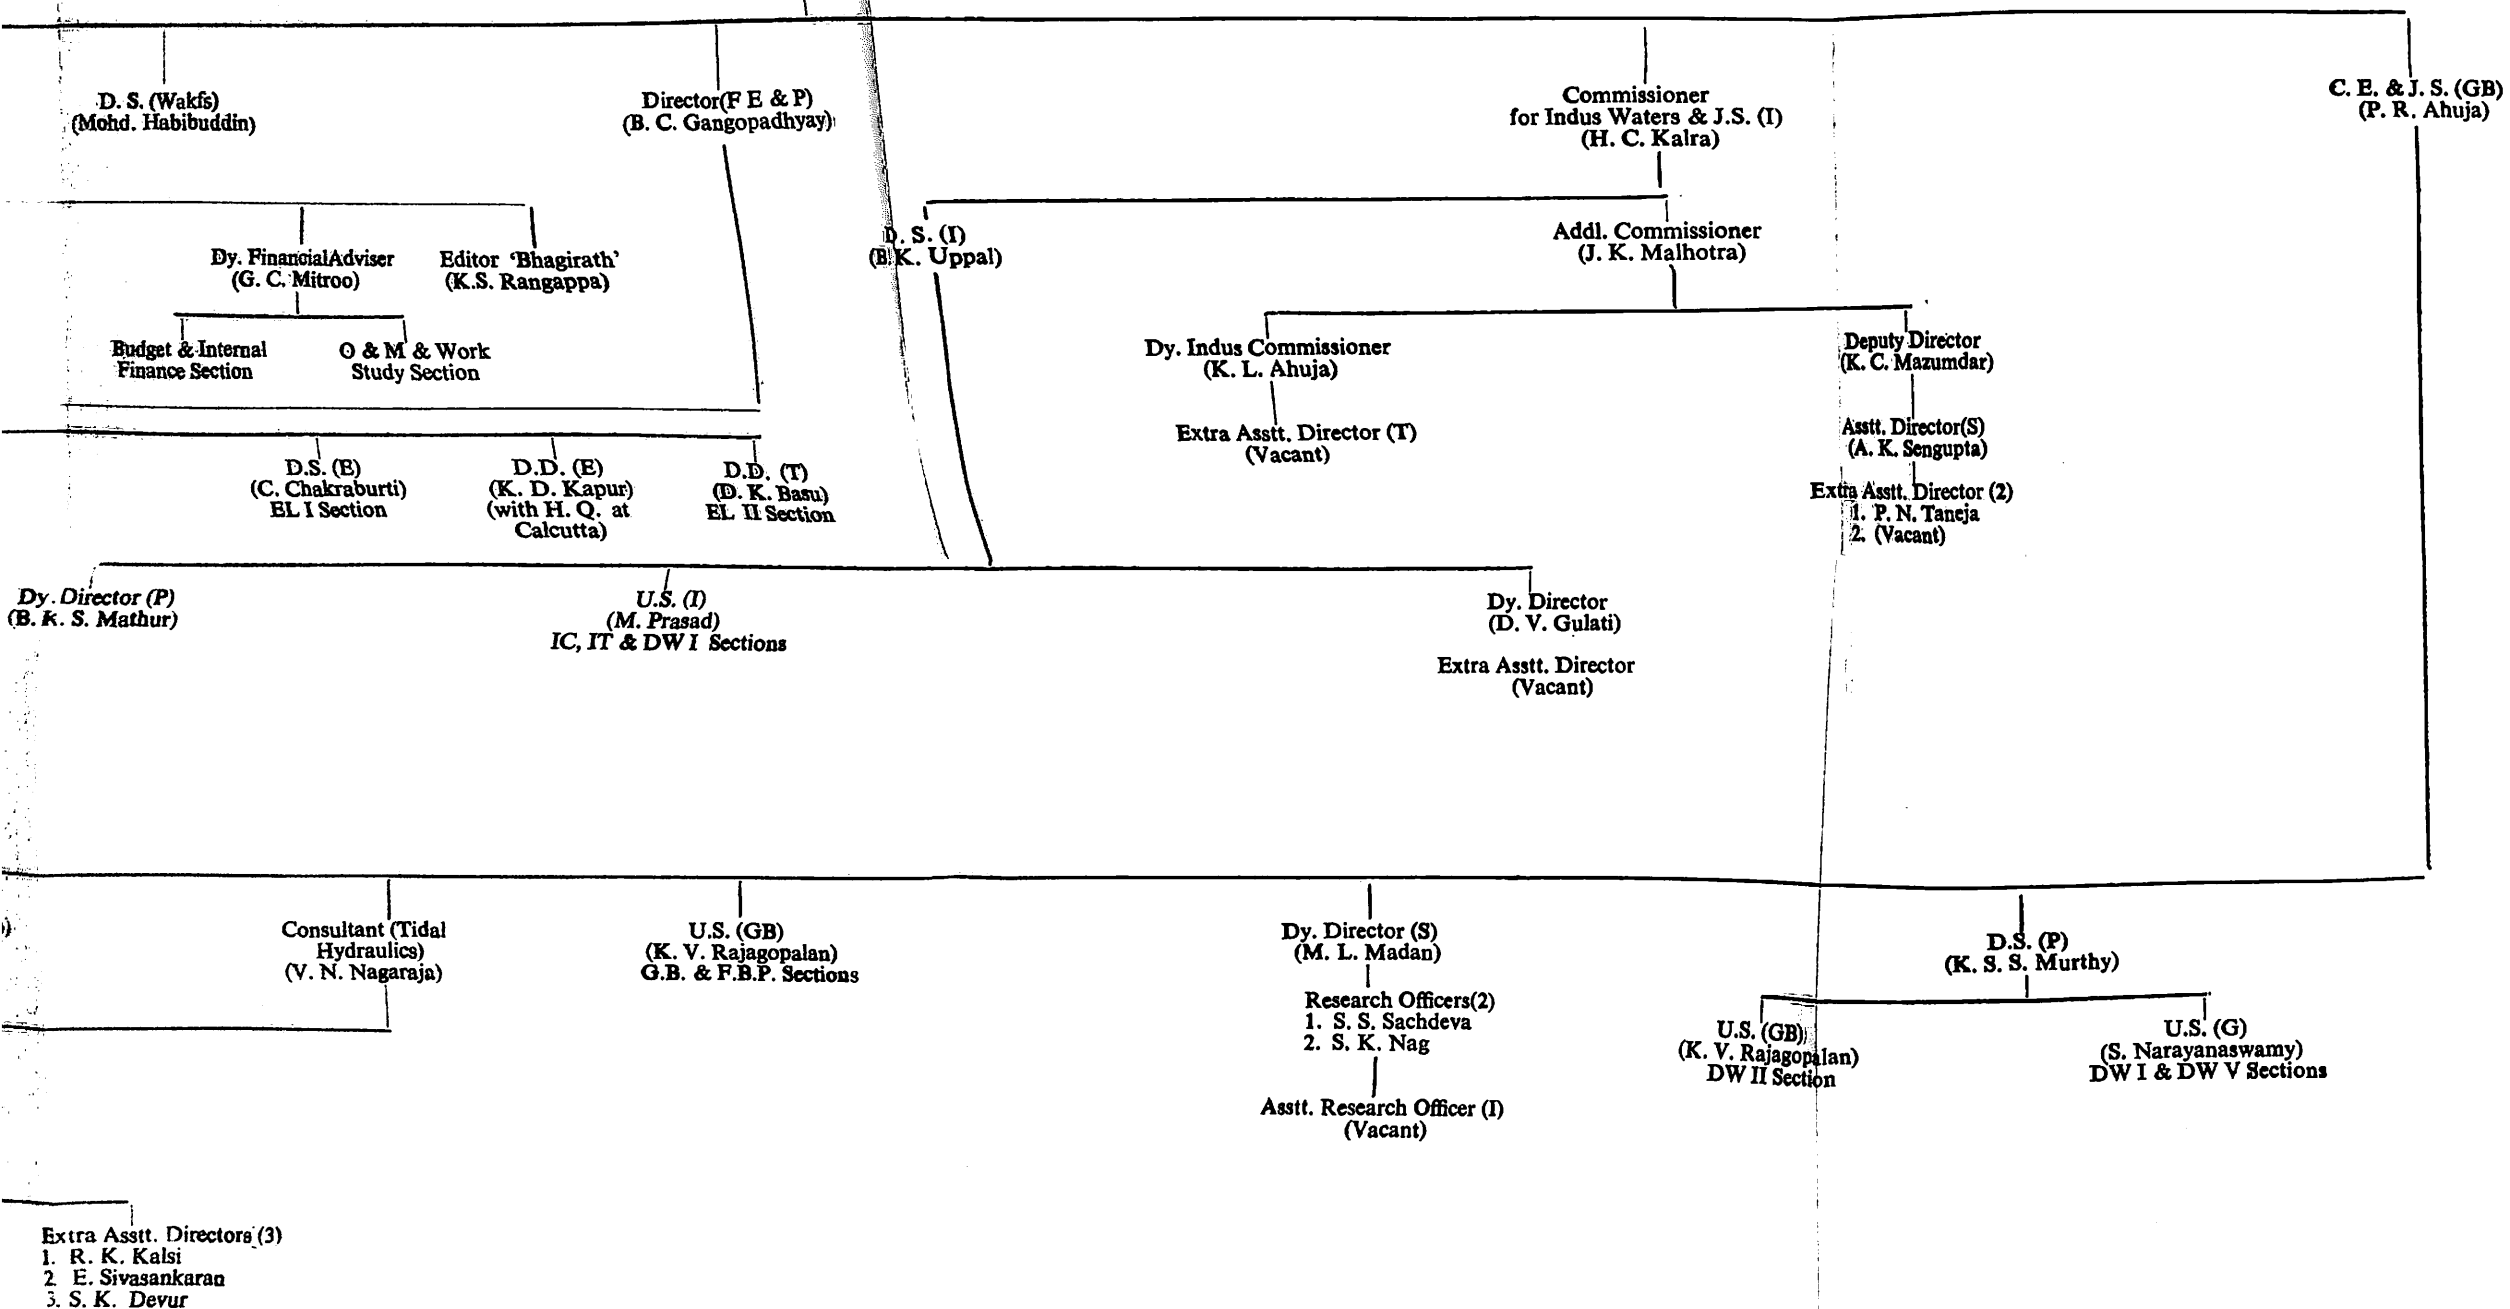 D. S. (Wakfs)
(Mohd. Habibuddin)
Director(F E & P)
(B. C. Gangopadhyay)
Commissioner
for Indus Waters & J.S. (I)
(H. C. Kalra)
C. E. & J. S. (GB)
(P. R. Ahuja)
Dy. FinancialAdviser
(G. C. Mitroo)
Editor ‘Bhagirath’
(K.S. Rangappa)
D. S. (I)
(B.K. Uppal)
Addl. Commissioner
(J. K. Malhotra)
Budget & Internal
Finance Section
O & M & Work
Study Section
Dy. Indus Commissioner
(K. L. Ahuja)
Extra Asstt. Director (T)
(Vacant)
Deputy Director
(K. C. Mazumdar)
Asstt. Director(S)
(A. K. Sengupta)
Extra Asstt. Director (2)
1. P. N. Taneja
2. (Vacant)
D.S. (E)
(C. Chakraburti)
EL I Section
D.D. (E)
(K. D. Kapur)
(with H. Q. at
Calcutta)
D.D. (T)
(D. K. Basu)
EL II Section
Dy. Director (P)
(B. K. S. Mathur)
U.S. (I)
(M. Prasad)
IC, IT & DW I Sections
Dy. Director
(D. V. Gulati)
Extra Asstt. Director
(Vacant)
Consultant (Tidal
Hydraulics)
(V. N. Nagaraja)
U.S. (GB)
(K. V. Rajagopalan)
G.B. & F.B.P. Sections
Dy. Director (S)
(M. L. Madan)
Research Officers(2)
1. S. S. Sachdeva
2. S. K. Nag
Asstt. Research Officer (I)
(Vacant)
D.S. (P)
(K. S. S. Murthy)
U.S. (GB)
(K. V. Rajagopalan)
DW II Section
U.S. (G)
(S. Narayanaswamy)
DW I & DW V Sections
Extra Asstt. Directors (3)
1. R. K. Kalsi
2. E. Sivasankaran
3. S. K. Devur